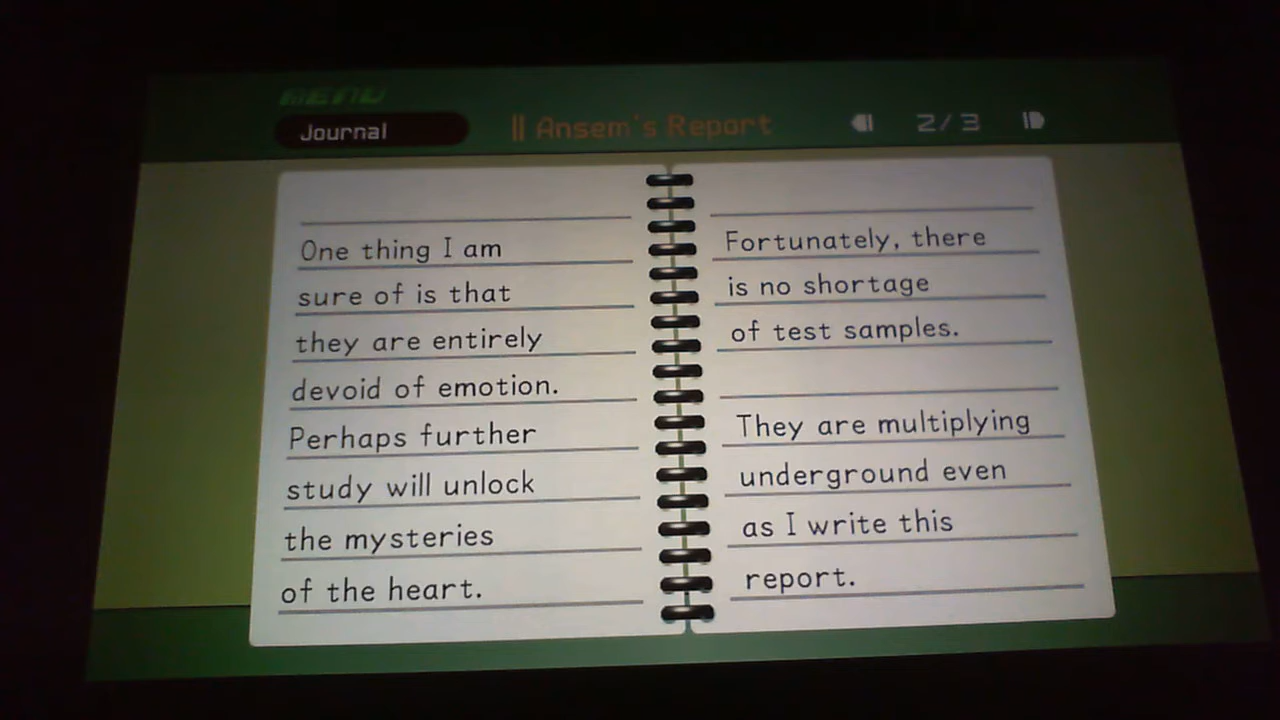 MENU
Journal
Ansem's Report
2/3
One thing I am
sure of is that
they are entirely
devoid of emotion.
Perhaps further
study will unlock
the mysteries
of the heart.
Fortunately, there
is no shortage
of test samples.
They are multiplying
underground even
as I write this
report.